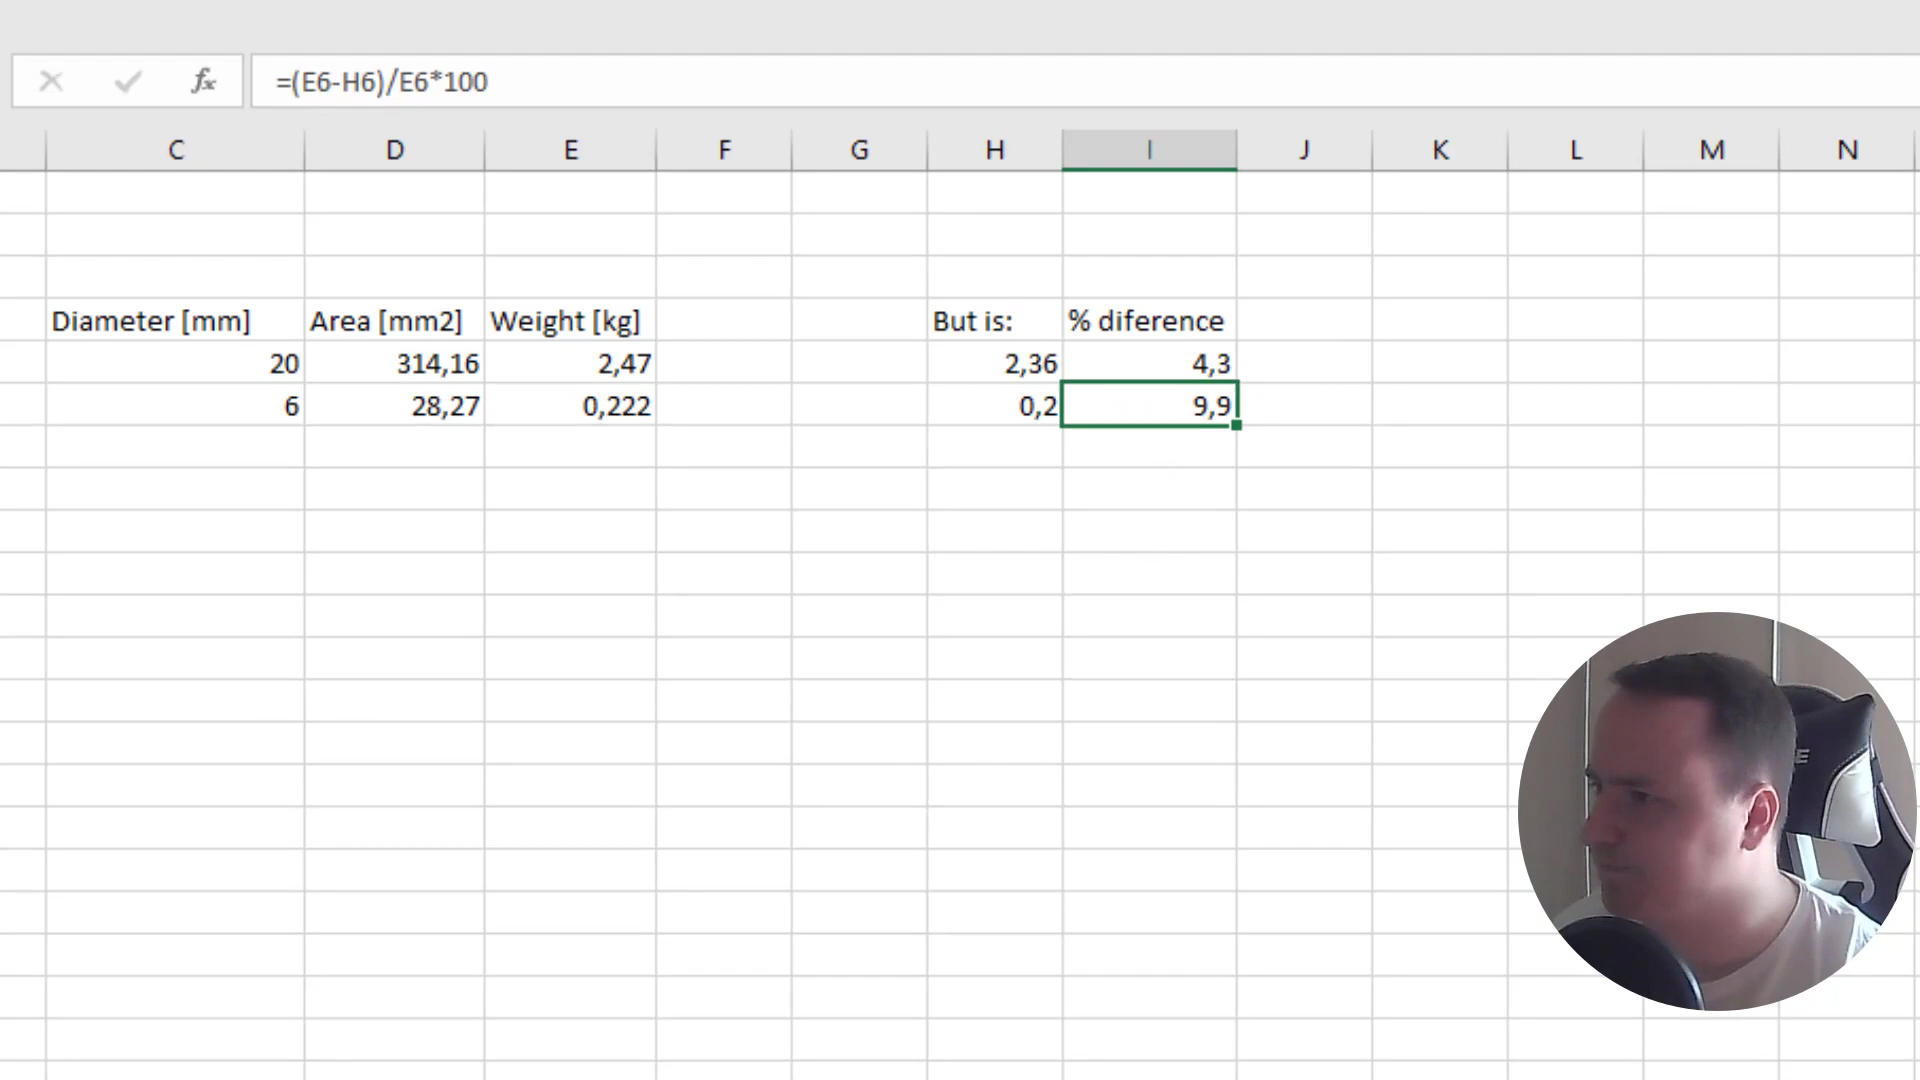 fx =(E6-H6)/E6*100
C D E F G H I J K L M N
Diameter [mm] Area [mm2] Weight [kg] But is: % diference
20 314,16 2,47 2,36 4,3
6 28,27 0,222 0,2 9,9
E